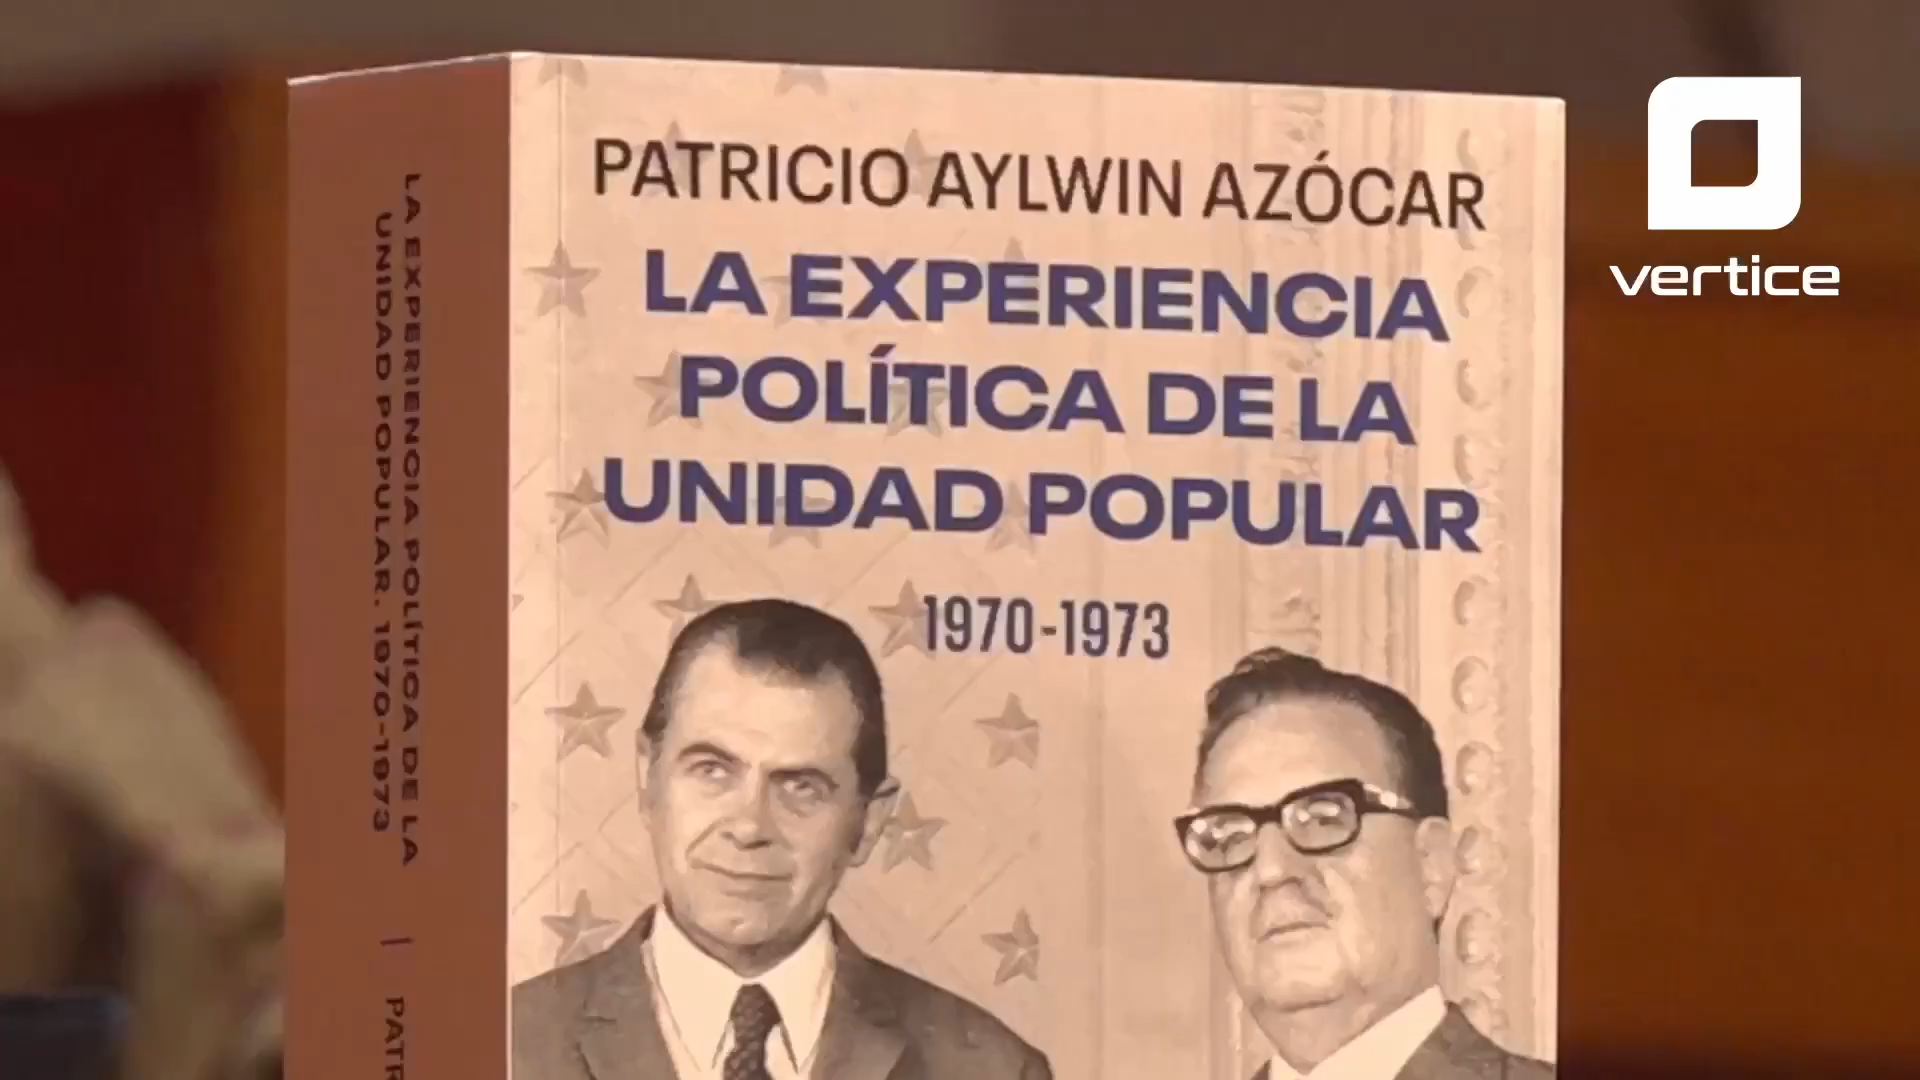 PATRICIO AYLWIN AZÓCAR
LA EXPERIENCIA
POLÍTICA DE LA
UNIDAD POPULAR
1970-1973
LA EXPERIENCIA POLÍTICA DE LA
UNIDAD POPULAR. 1970-1973
|
vertice